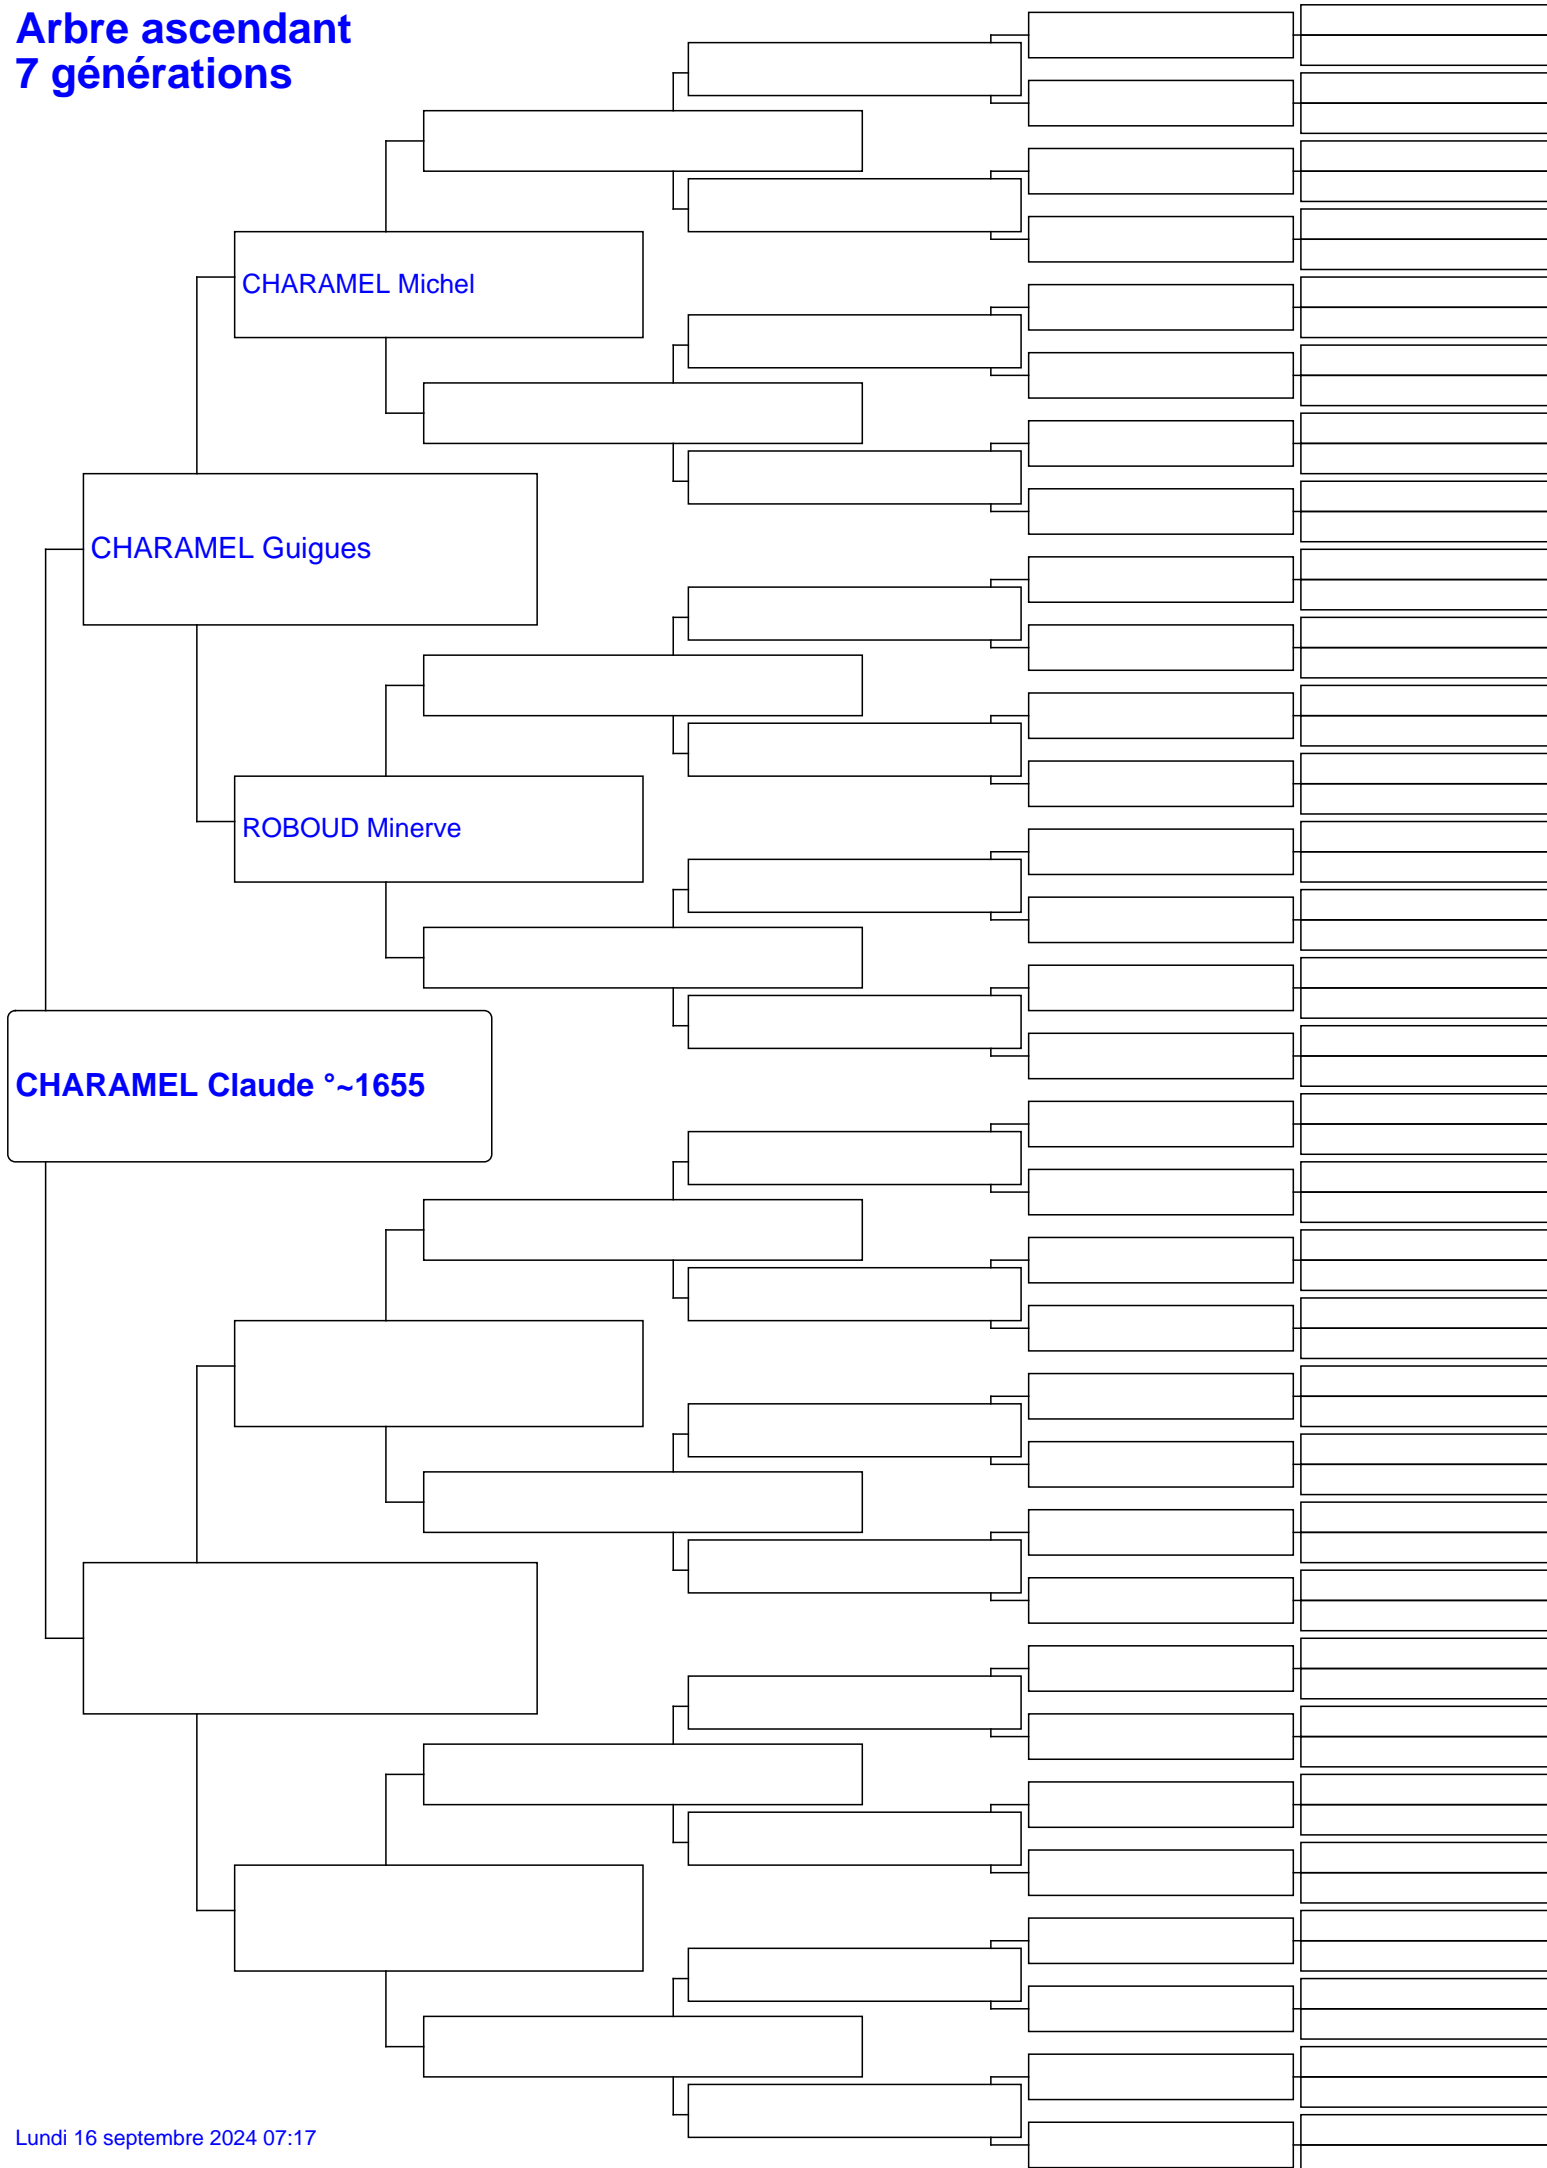 Arbre ascendant
7 générations
CHARAMEL Michel
CHARAMEL Guigues
ROBOUD Minerve
CHARAMEL Claude °~1655
Lundi 16 septembre 2024 07:17